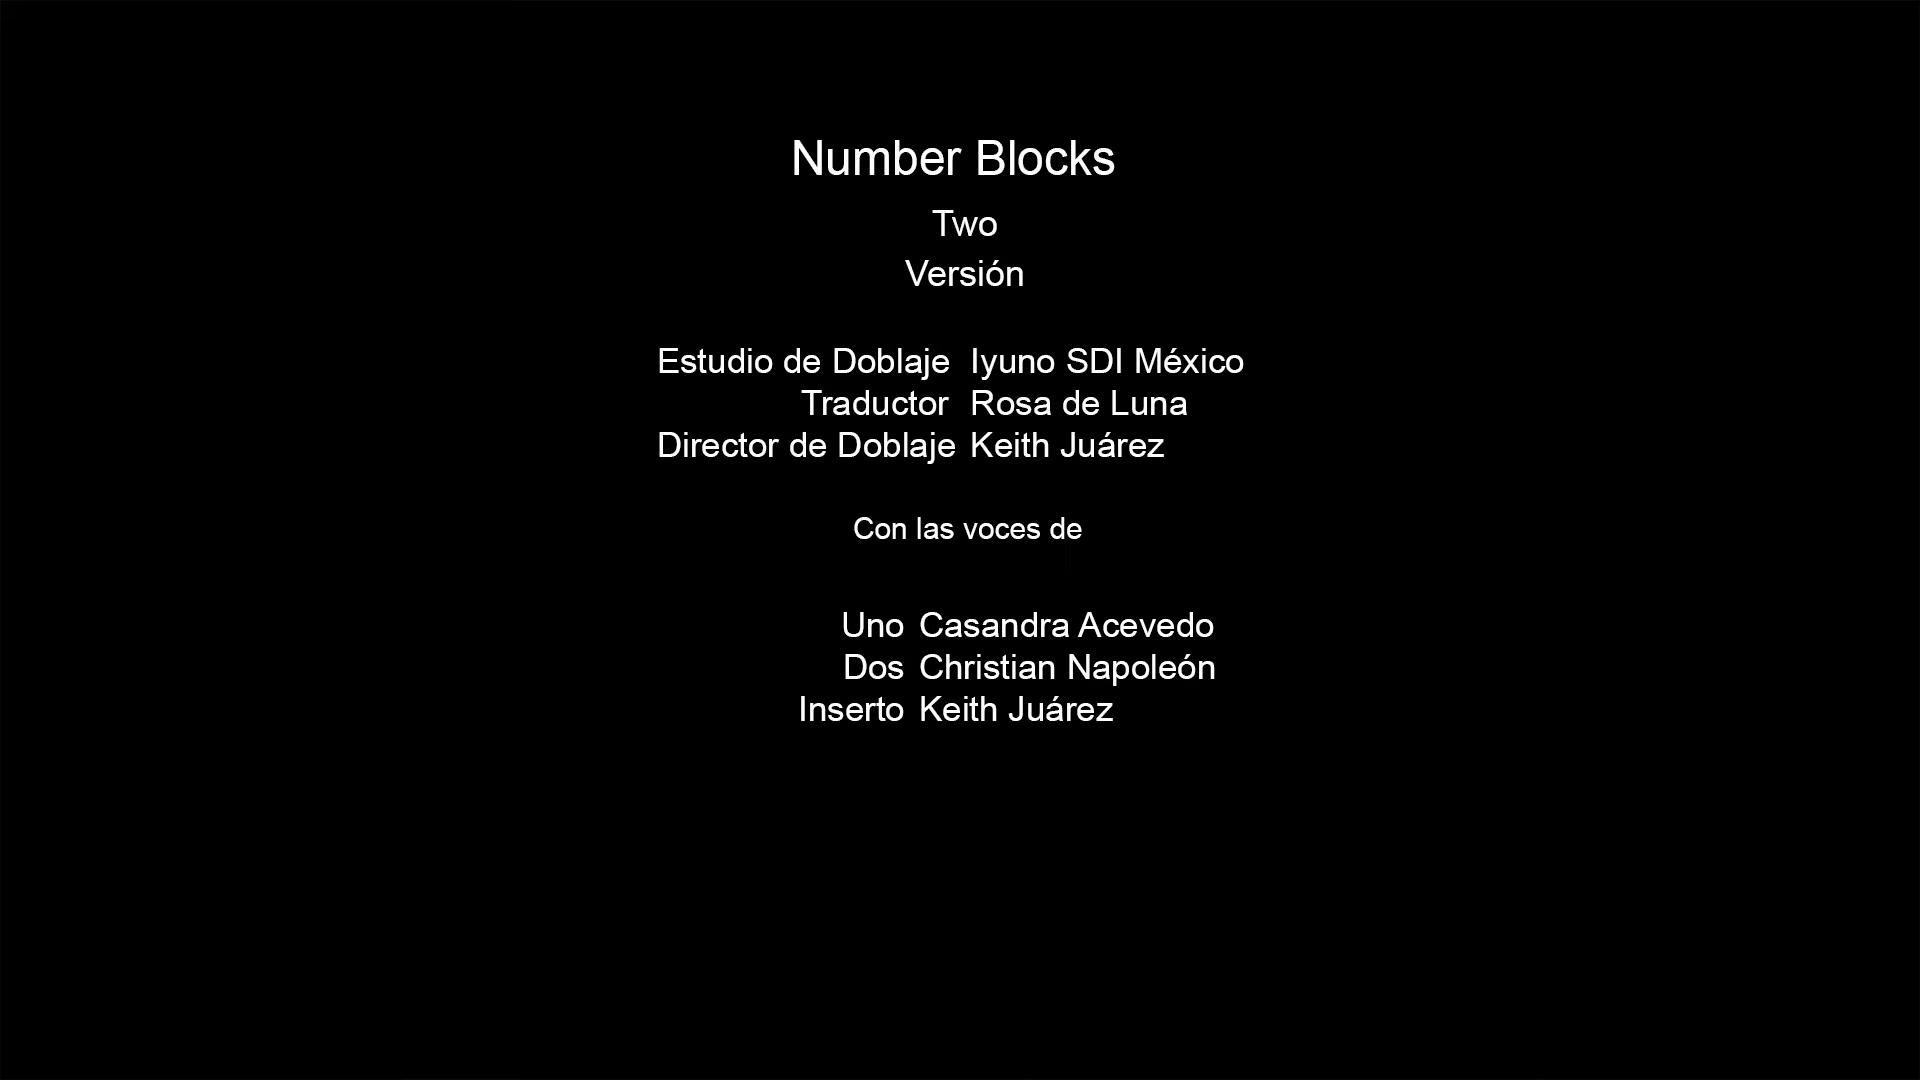 Number Blocks
Two
Versión
Estudio de Doblaje Iyuno SDI México
Traductor Rosa de Luna
Director de Doblaje Keith Juárez
Con las voces de
Uno Casandra Acevedo
Dos Christian Napoleón
Inserto Keith Juárez